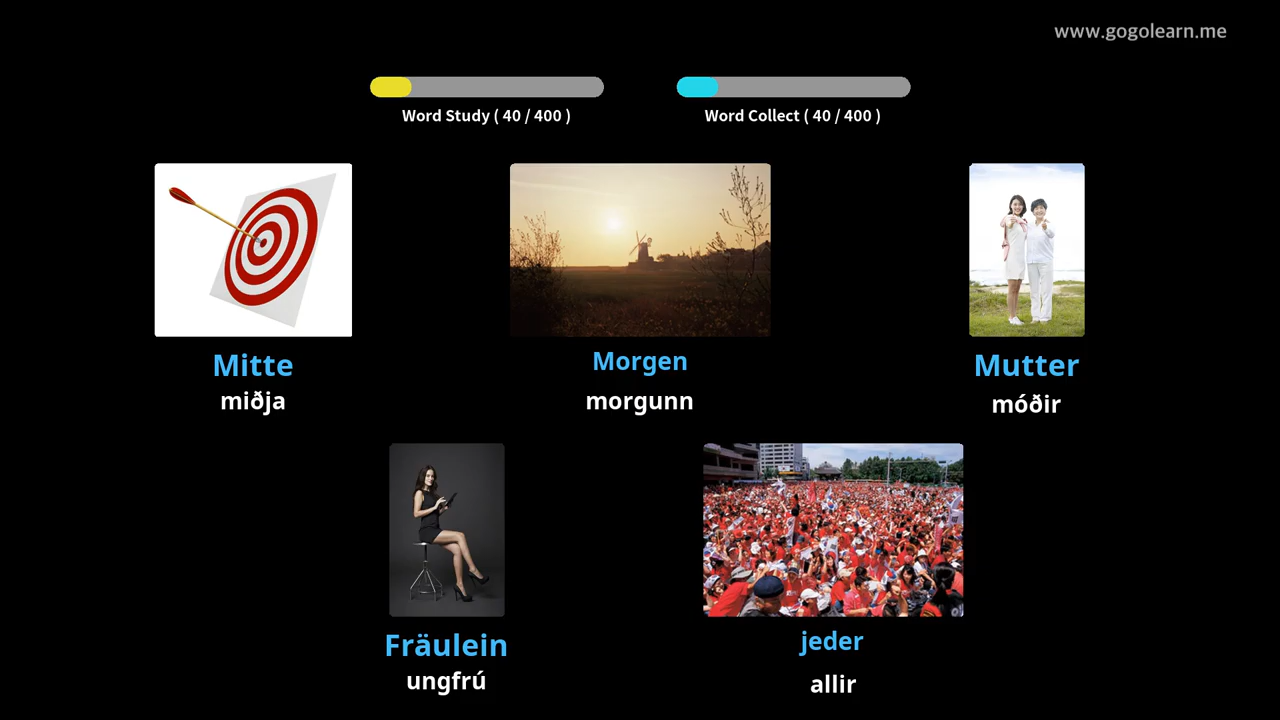 www.gogolearn.me
Word Study ( 40 / 400 )
Word Collect ( 40 / 400 )
Mitte
miðja
Morgen
morgunn
Mutter
móðir
Fräulein
ungfrú
jeder
allir